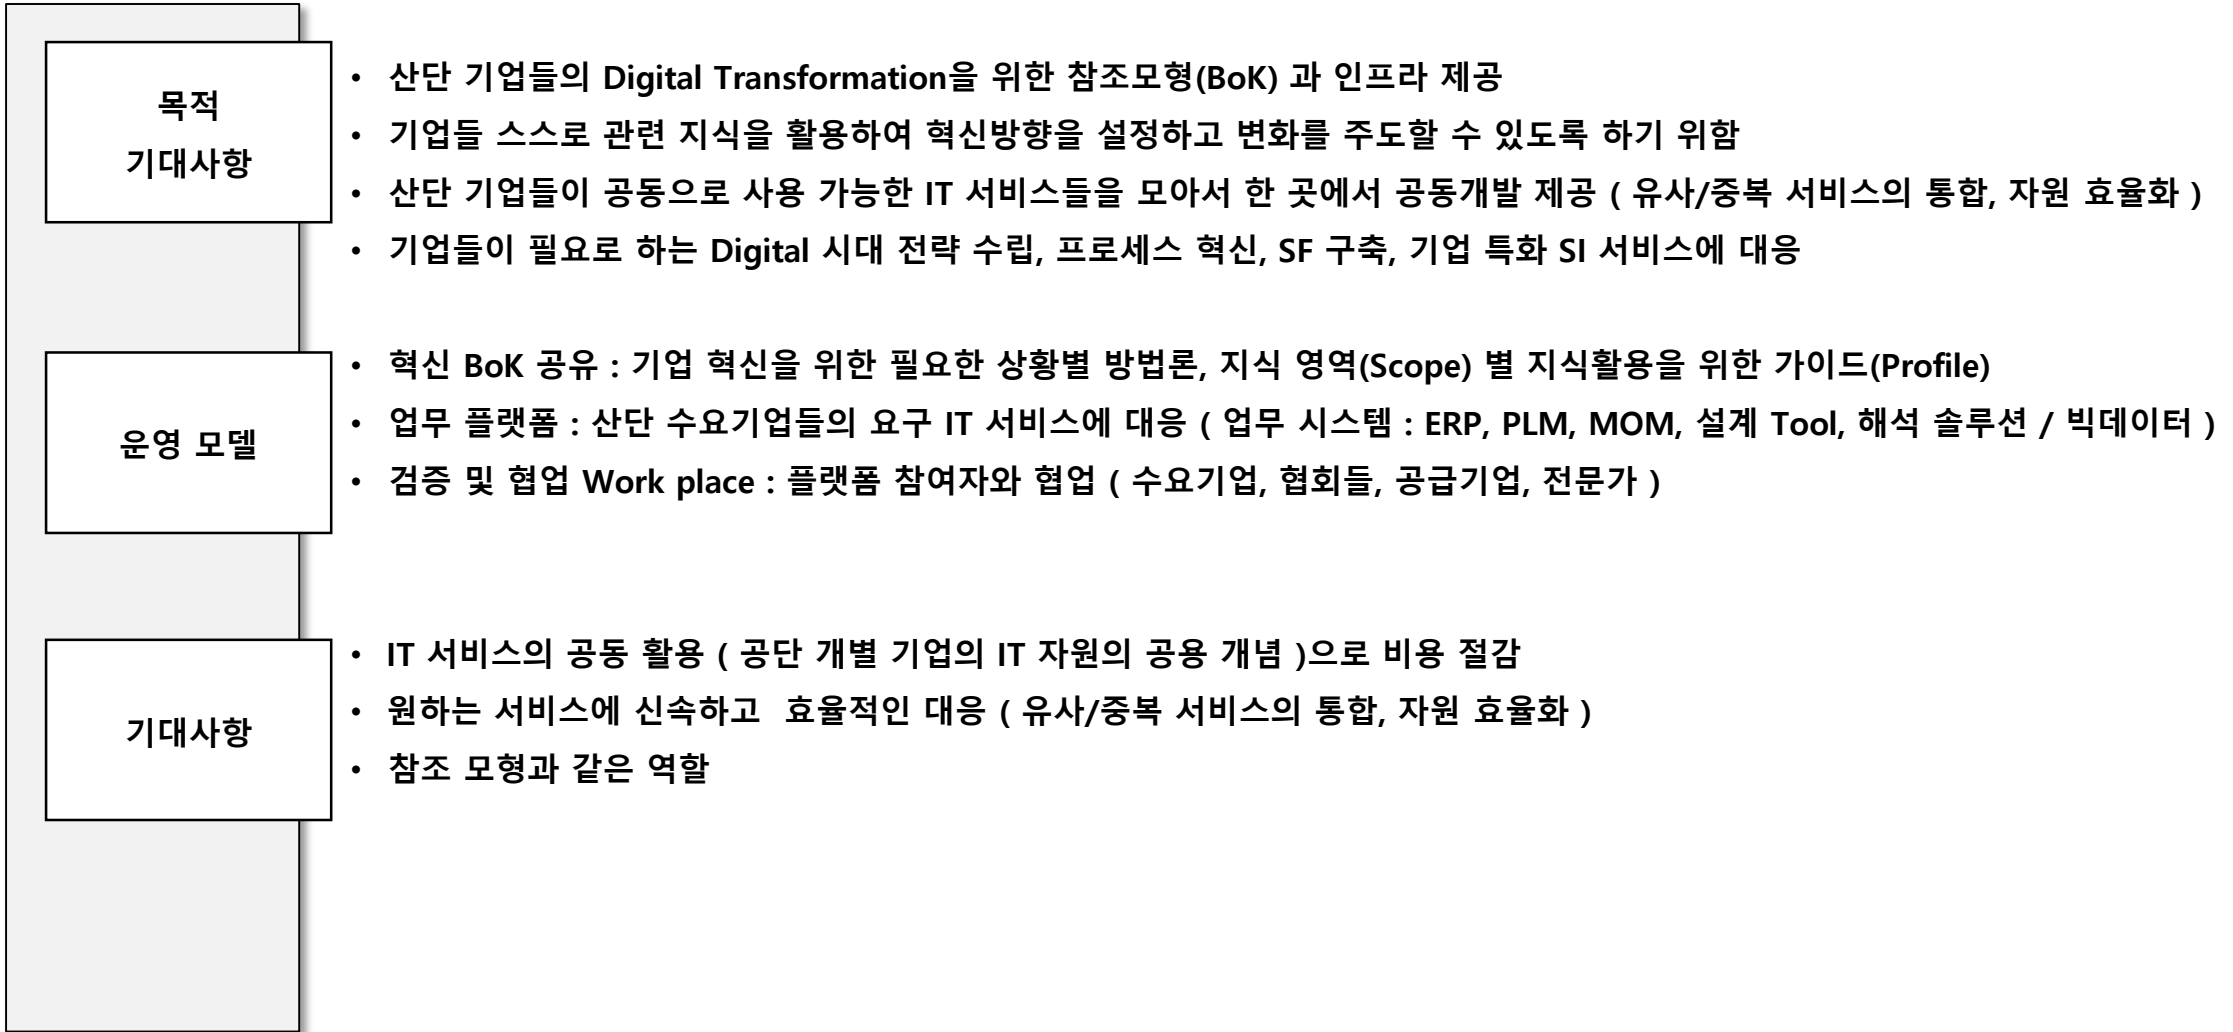 목적
기대사항
• 산단 기업들의 Digital Transformation을 위한 참조모형(BoK) 과 인프라 제공
• 기업들 스스로 관련 지식을 활용하여 혁신방향을 설정하고 변화를 주도할 수 있도록 하기 위함
• 산단 기업들이 공동으로 사용 가능한 IT 서비스들을 모아서 한 곳에서 공동개발 제공 ( 유사/중복 서비스의 통합, 자원 효율화 )
• 기업들이 필요로 하는 Digital 시대 전략 수립, 프로세스 혁신, SF 구축, 기업 특화 SI 서비스에 대응
운영 모델
• 혁신 BoK 공유 : 기업 혁신을 위한 필요한 상황별 방법론, 지식 영역(Scope) 별 지식활용을 위한 가이드(Profile)
• 업무 플랫폼 : 산단 수요기업들의 요구 IT 서비스에 대응 ( 업무 시스템 : ERP, PLM, MOM, 설계 Tool, 해석 솔루션 / 빅데이터 )
• 검증 및 협업 Work place : 플랫폼 참여자와 협업 ( 수요기업, 협회들, 공급기업, 전문가 )
기대사항
• IT 서비스의 공동 활용 ( 공단 개별 기업의 IT 자원의 공용 개념 )으로 비용 절감
• 원하는 서비스에 신속하고 효율적인 대응 ( 유사/중복 서비스의 통합, 자원 효율화 )
• 참조 모형과 같은 역할